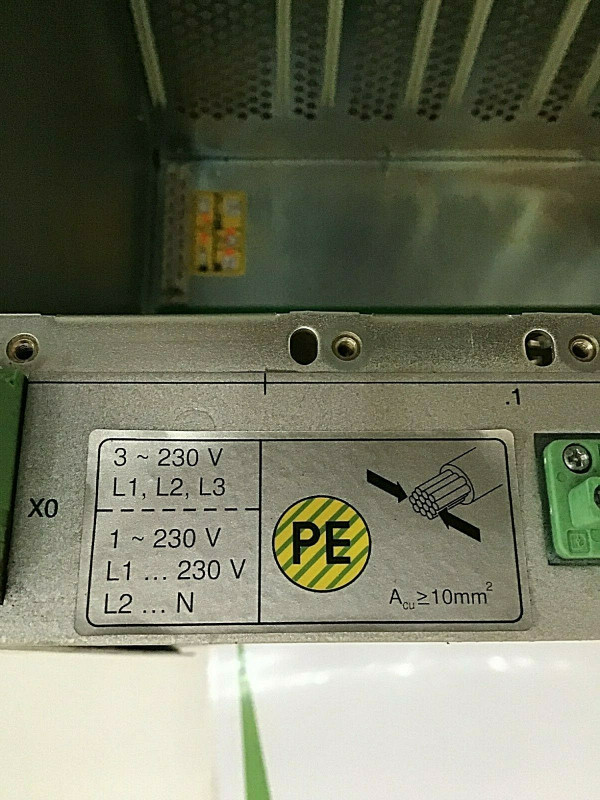 .1
X0
3 ~ 230 V
L1, L2, L3
1 ~ 230 V
L1 ... 230 V
L2 ... N
PE
Acu ≥10mm²